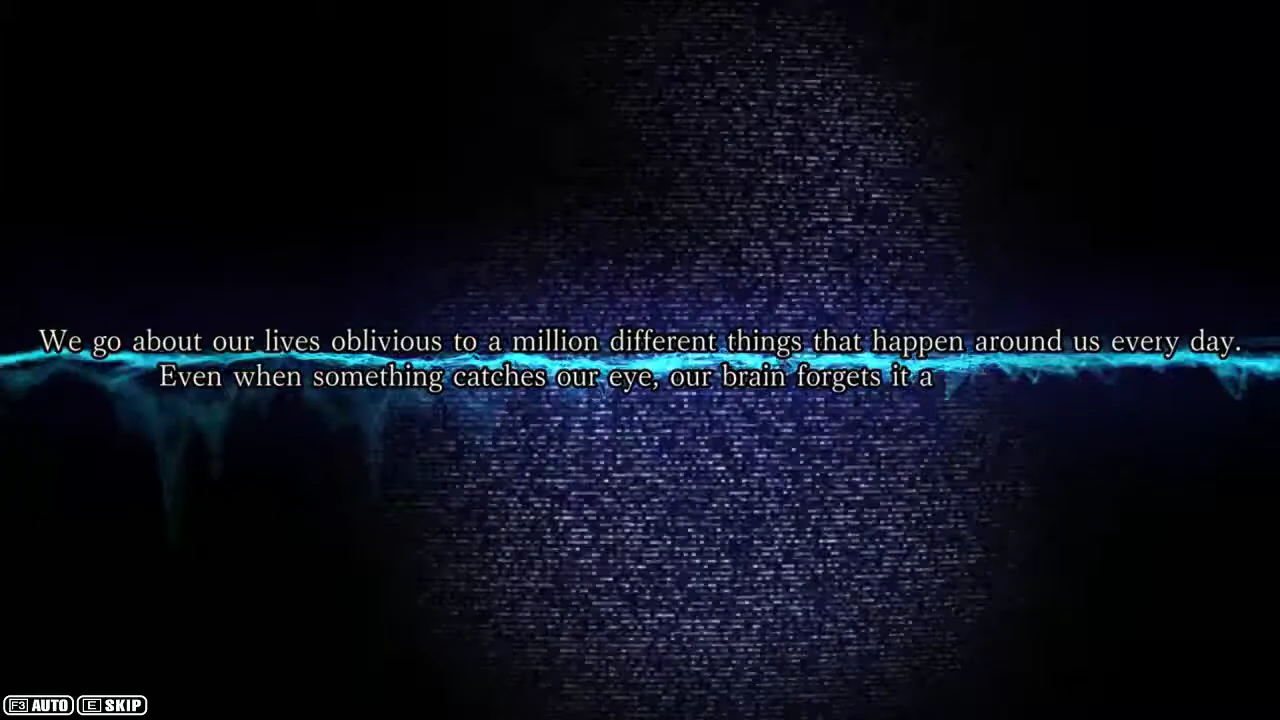 We go about our lives oblivious to a million different things that happen around us every day.
Even when something catches our eye, our brain forgets it a
F3 AUTO E SKIP